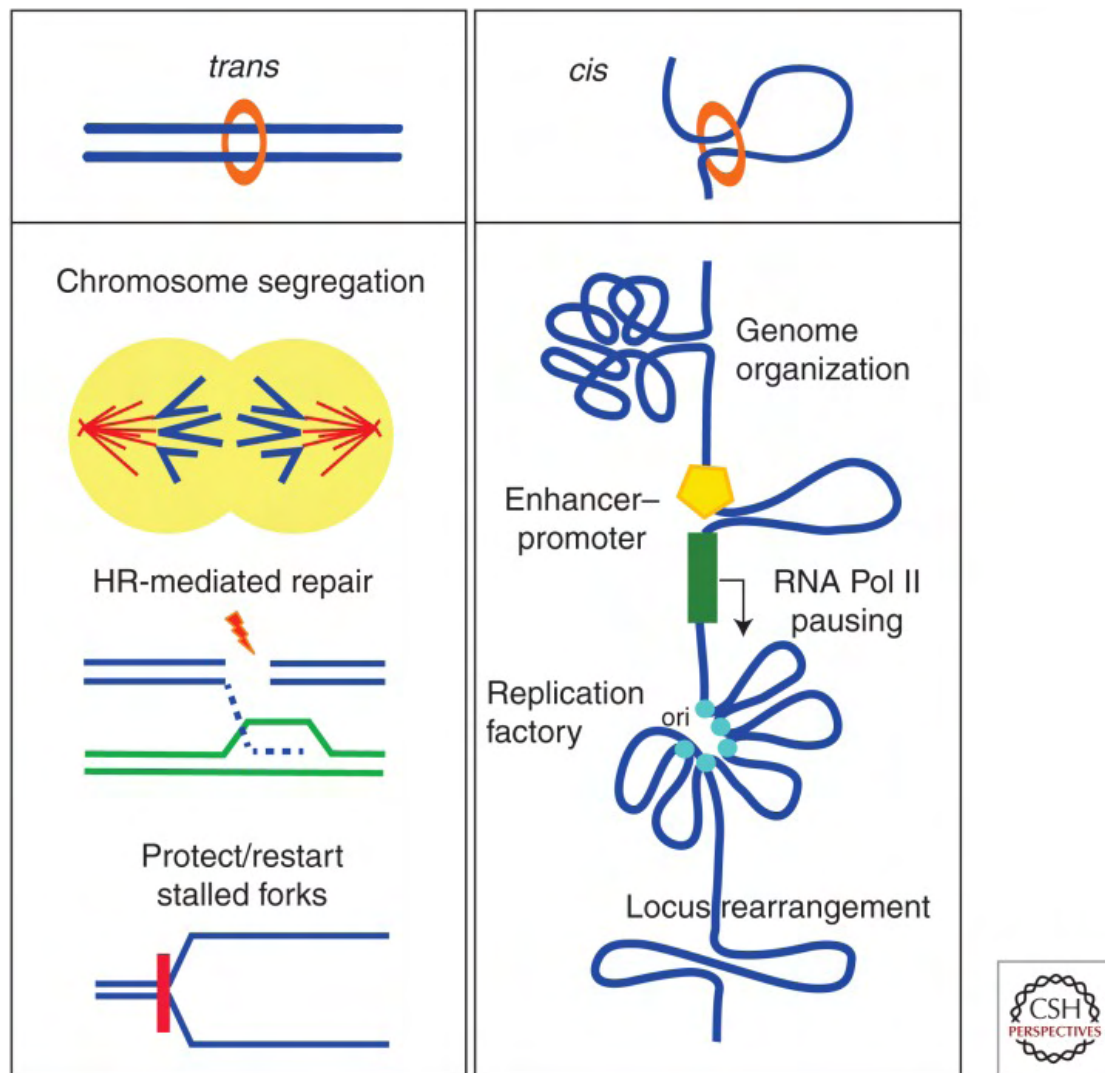 trans
cis
Chromosome segregation
HR-mediated repair
Protect/restart
stalled forks
Genome
organization
Enhancer–
promoter
RNA Pol II
pausing
Replication
factory
ori
Locus rearrangement
CSH
PERSPECTIVES